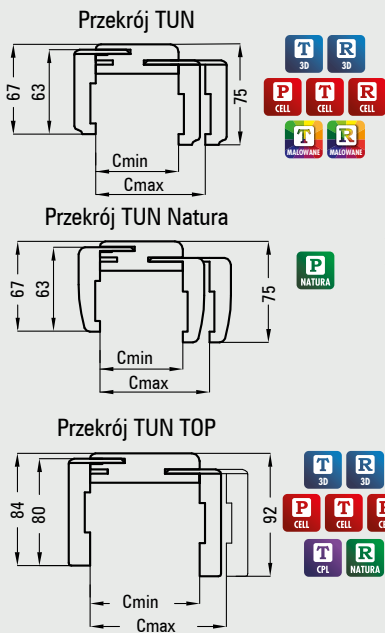 Przekrój TUN
67 63 75
Cmin
Cmax
T 3D R 3D
P CELL T CELL R CELL
T MALOWANE R MALOWANE
Przekrój TUN Natura
67 63 75
Cmin
Cmax
P NATURA
Przekrój TUN TOP
84 80 92
Cmin
Cmax
T 3D R 3D
P CELL T CELL
T CPL R NATURA